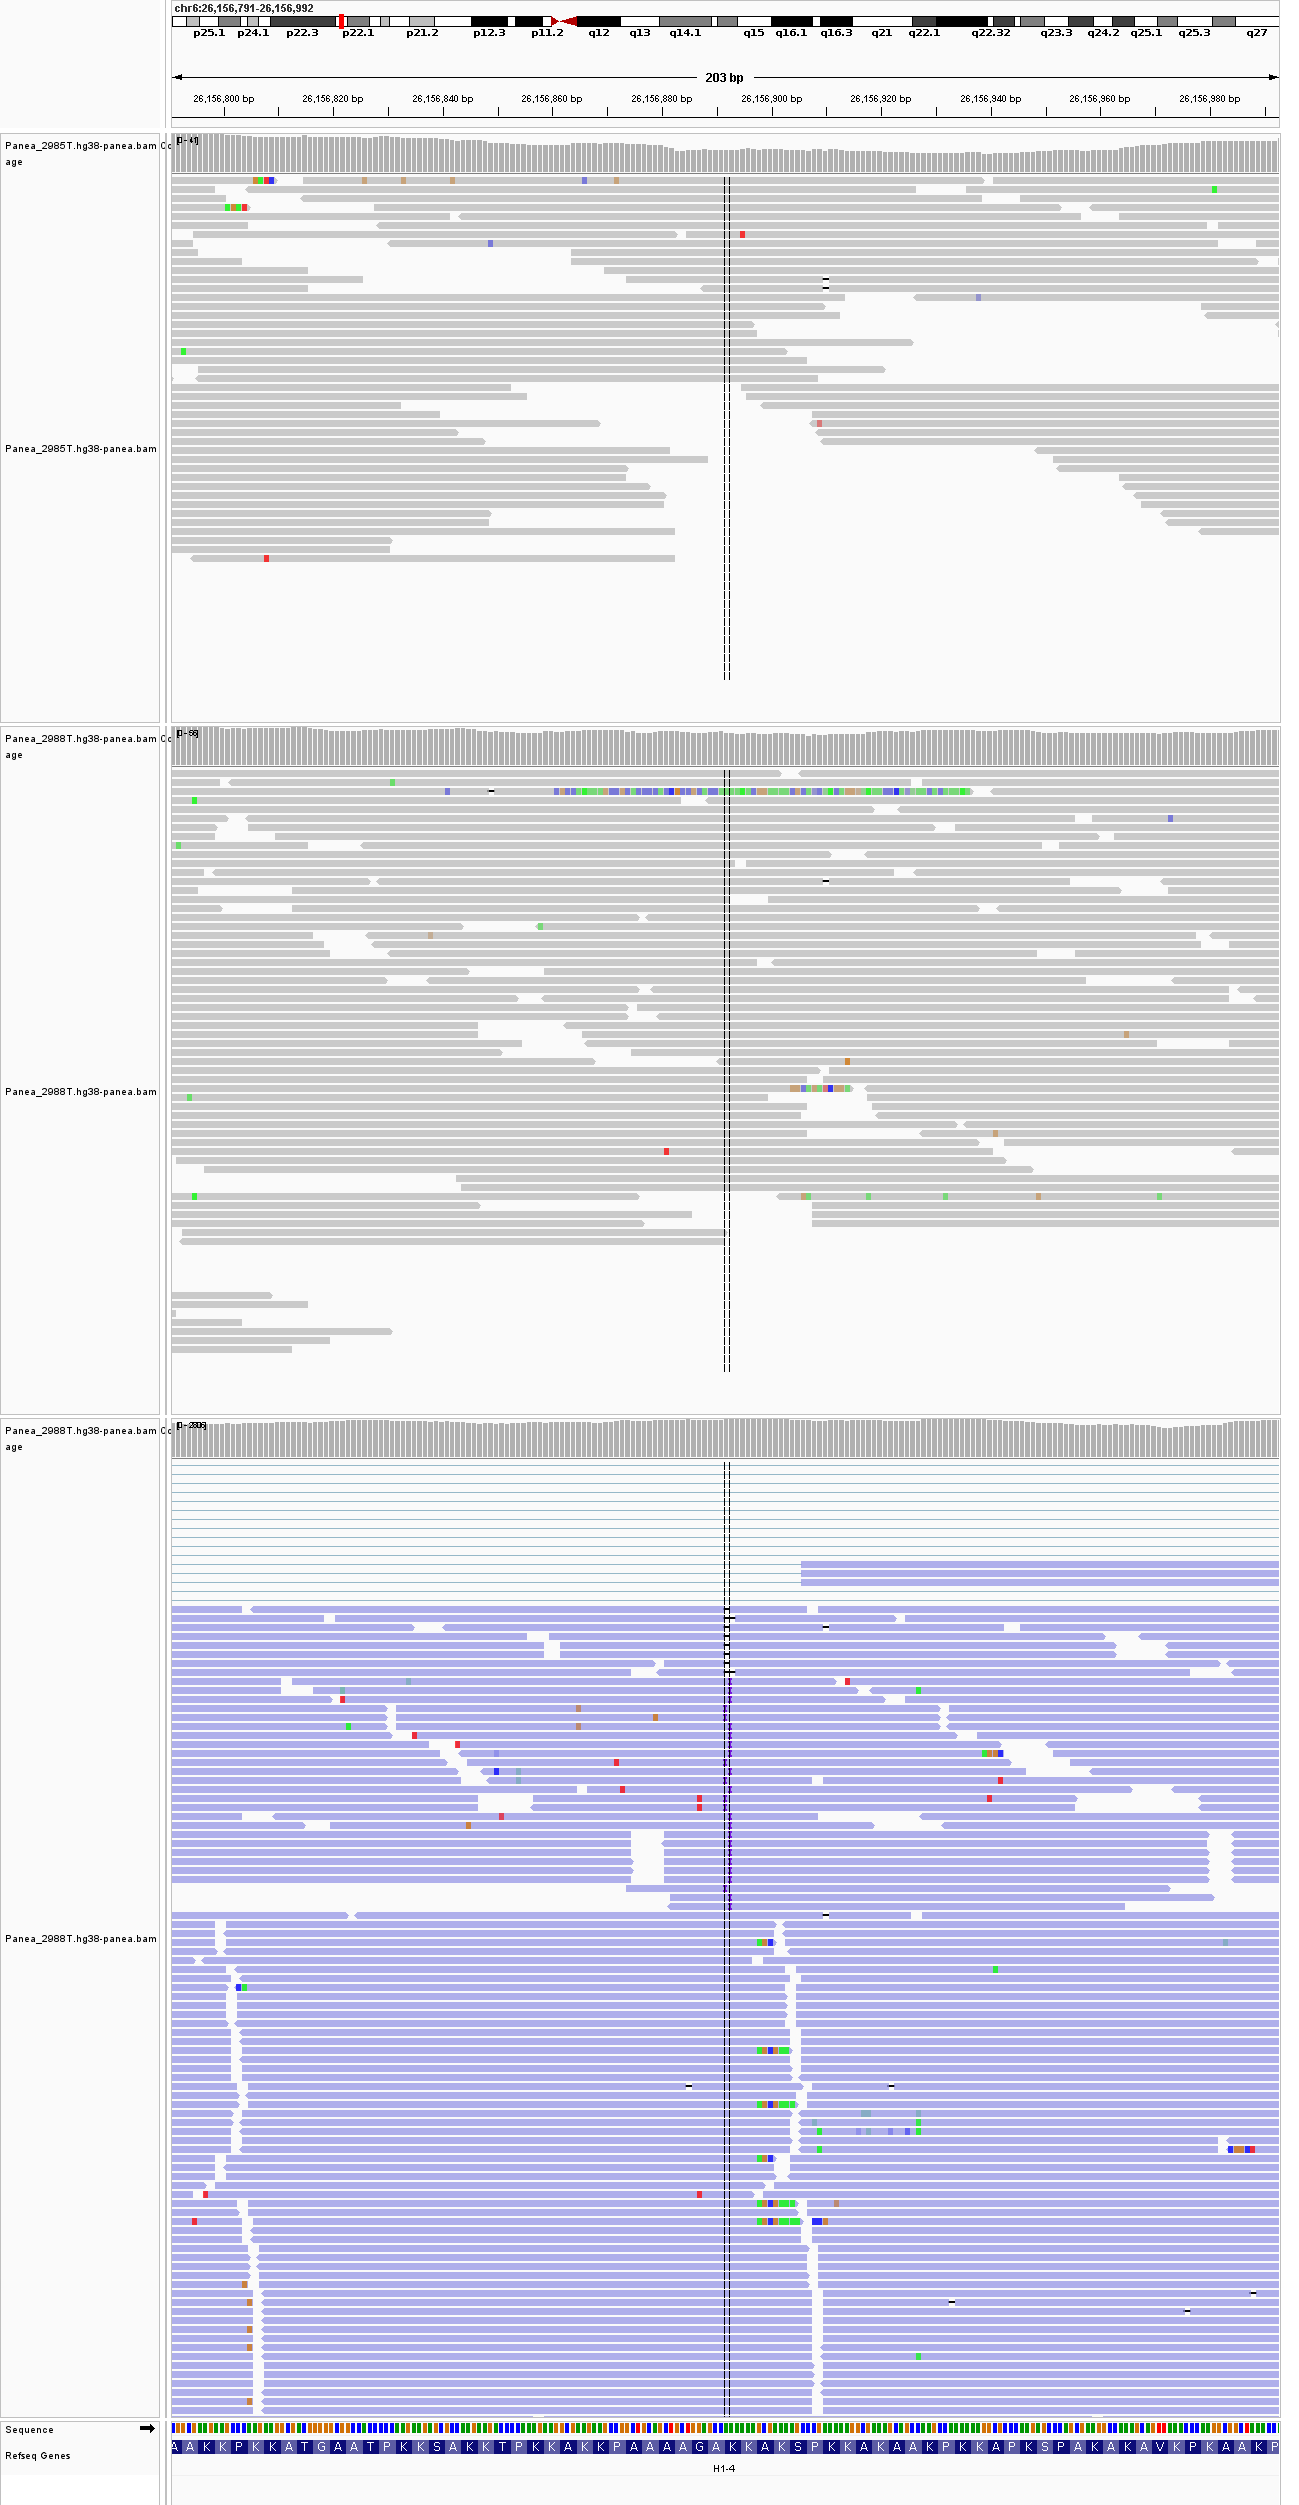 chr6:26,156,791-26,156,992
p25.1 p24.1 p22.3 p22.1 p21.2 p12.3 p11.2 q12 q13 q14.1 q15 q16.1 q16.3 q21 q22.1 q22.32 q23.3 q24.2 q25.1 q25.3 q27
203 bp
26,156,800 bp 26,156,820 bp 26,156,840 bp 26,156,860 bp 26,156,880 bp 26,156,900 bp 26,156,920 bp 26,156,940 bp 26,156,960 bp 26,156,980 bp
Panea_2985T.hg38-panea.bam Co
age
[0 - 41]
Panea_2985T.hg38-panea.bam
Panea_2988T.hg38-panea.bam Co
age
[0 - 56]
Panea_2988T.hg38-panea.bam
Panea_2988T.hg38-panea.bam Co
age
Panea_2988T.hg38-panea.bam
Sequence
Refseq Genes
A A K K P K K A T G A A T P K K S A K K T P K K A K K P A A A A G A K K A K S P K K A K A A K P K K A P K S P A K A K A V K P K A A K P
H1-4